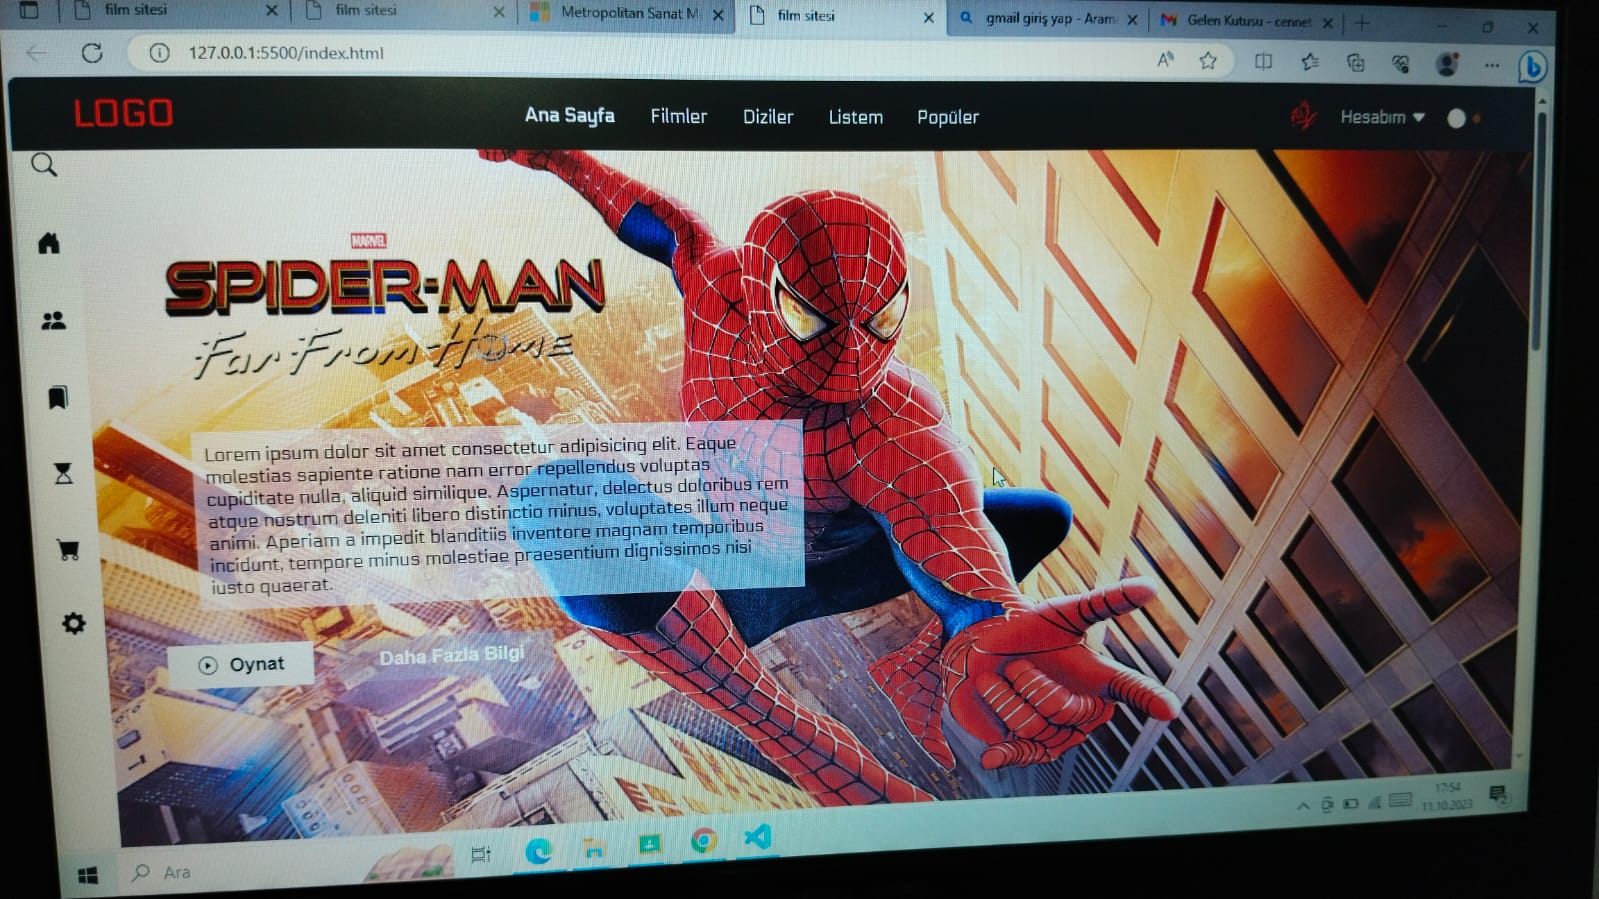 film sitesi
film sitesi
Metropolitan Sanat M
film sitesi
gmail giriş yap - Aram
Gelen Kutusu - cennet
127.0.0.1:5500/index.html
LOGO
Ana Sayfa
Filmler
Diziler
Listem
Popüler
Hesabım
MARVEL
SPIDER-MAN
Far From Home
Lorem ipsum dolor sit amet consectetur adipisicing elit. Eaque
molestias sapiente ratione nam error repellendus voluptas
cupiditate nulla, aliquid similique. Aspernatur, delectus doloribus rem
atque nostrum deleniti libero distinctio minus, voluptates illum neque
animi. Aperiam a impedit blanditiis inventore magnam temporibus
incidunt, tempore minus molestiae praesentium dignissimos nisi
iusto quaerat.
Oynat
Daha Fazla Bilgi
17:54
11.10.2023
2
Ara